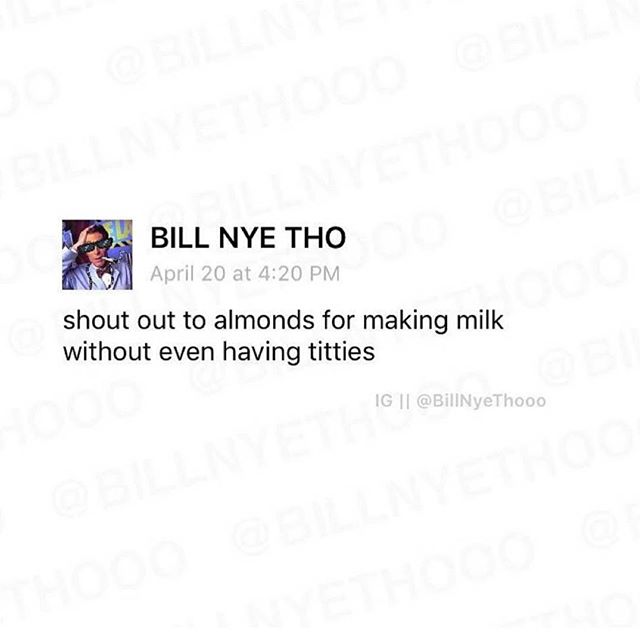 BILL NYE THO
April 20 at 4:20 PM
shout out to almonds for making milk
without even having titties
IG || @BillNyeThooo
@BILLNYETHOOO